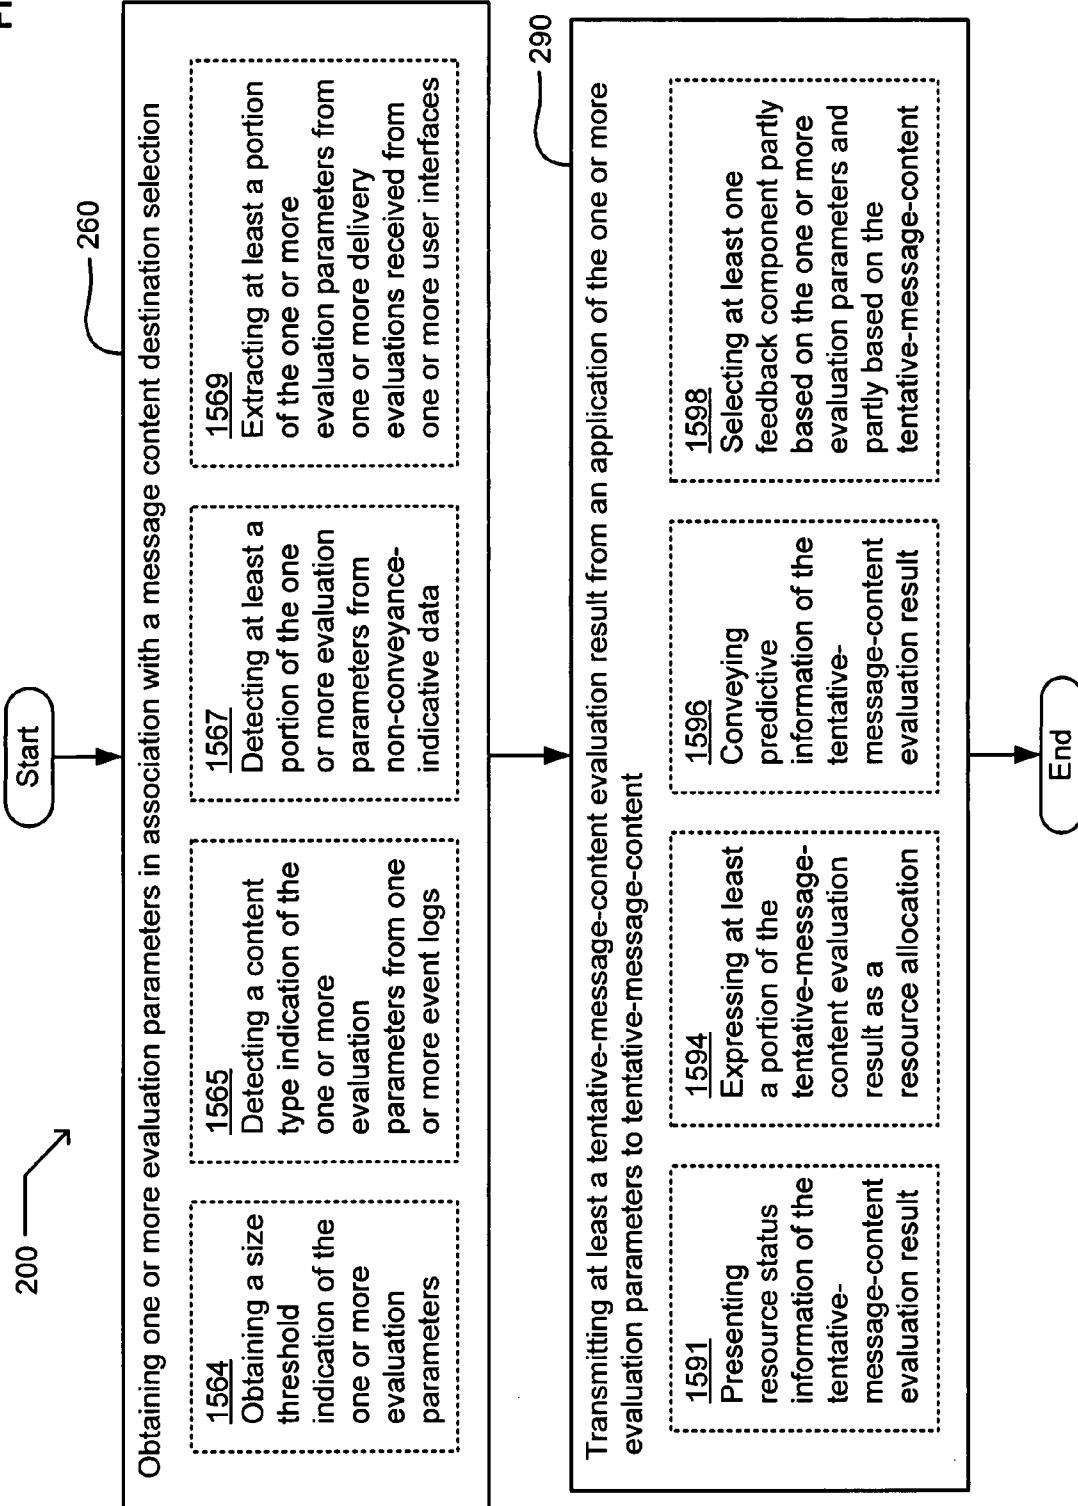 200
Start
Obtaining one or more evaluation parameters in association with a message content destination selection
260
1564
Obtaining a size
threshold
indication of the
one or more
evaluation
parameters
1565
Detecting a content
type indication of the
one or more
evaluation
parameters from one
or more event logs
1567
Detecting at least a
portion of the one
or more evaluation
parameters from
non-conveyance-
indicative data
1569
Extracting at least a portion
of the one or more
evaluation parameters from
one or more delivery
evaluations received from
one or more user interfaces
290
Transmitting at least a tentative-message-content evaluation result from an application of the one or more
evaluation parameters to tentative-message-content
1591
Presenting
resource status
information of the
tentative-
message-content
evaluation result
1594
Expressing at least
a portion of the
tentative-message-
content evaluation
result as a
resource allocation
1596
Conveying
predictive
information of the
tentative-
message-content
evaluation result
1598
Selecting at least one
feedback component partly
based on the one or more
evaluation parameters and
partly based on the
tentative-message-content
End